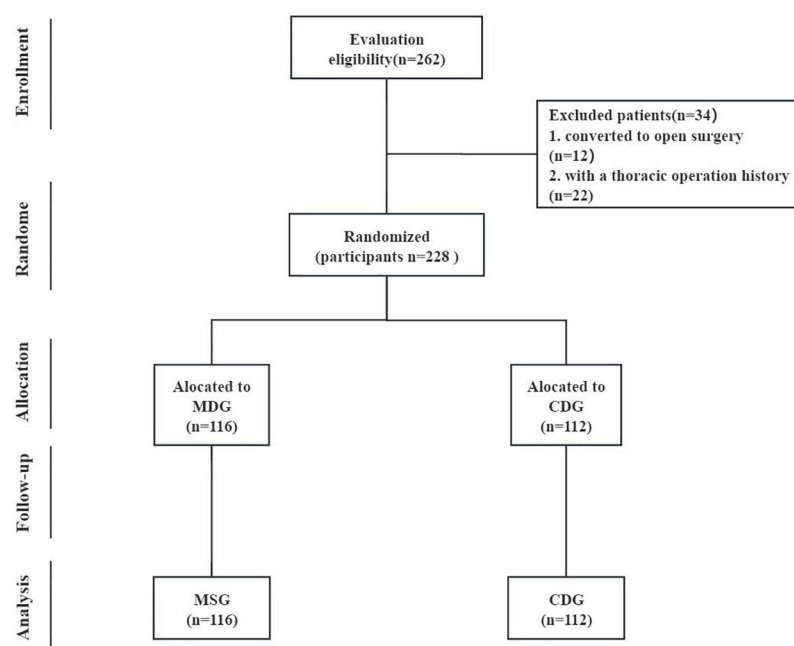 Enrollment
Evaluation
eligibility(n=262)
Excluded patients(n=34)
1. converted to open surgery
(n=12)
2. with a thoracic operation history
(n=22)
Randome
Randomized
(participants n=228 )
Allocation
Alocated to
MDG
(n=116)
Alocated to
CDG
(n=112)
Follow-up
Analysis
MSG
(n=116)
CDG
(n=112)